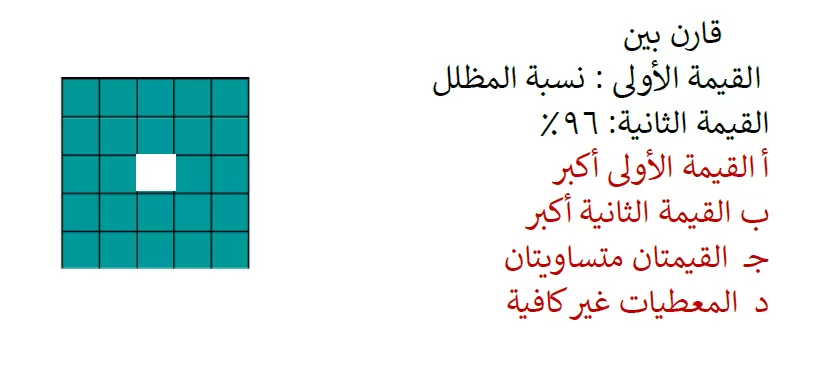 قارن بين
القيمة الأولى : نسبة المظلل
القيمة الثانية: ٩٦٪
أ القيمة الأولى أكبر
ب القيمة الثانية أكبر
جـ القيمتان متساويتان
د المعطيات غير كافية